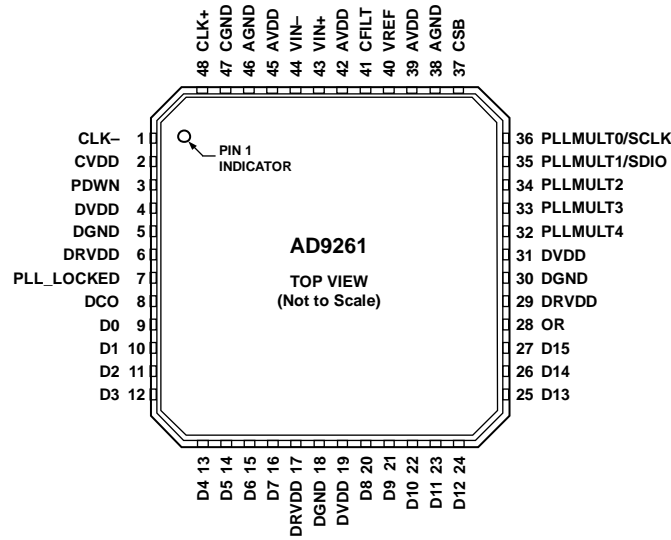 48 CLK+
47 CGND
46 AGND
45 AVDD
44 VIN–
43 VIN+
42 AVDD
41 CFILT
40 VREF
39 AVDD
38 AGND
37 CSB
CLK– 1
CVDD 2
PDWN 3
DVDD 4
DGND 5
DRVDD 6
PLL_LOCKED 7
DCO 8
D0 9
D1 10
D2 11
D3 12
PIN 1
INDICATOR
AD9261
TOP VIEW
(Not to Scale)
36 PLLMULT0/SCLK
35 PLLMULT1/SDIO
34 PLLMULT2
33 PLLMULT3
32 PLLMULT4
31 DVDD
30 DGND
29 DRVDD
28 OR
27 D15
26 D14
25 D13
D4 13
D5 14
D6 15
D7 16
DRVDD 17
DGND 18
DVDD 19
D8 20
D9 21
D10 22
D11 23
D12 24